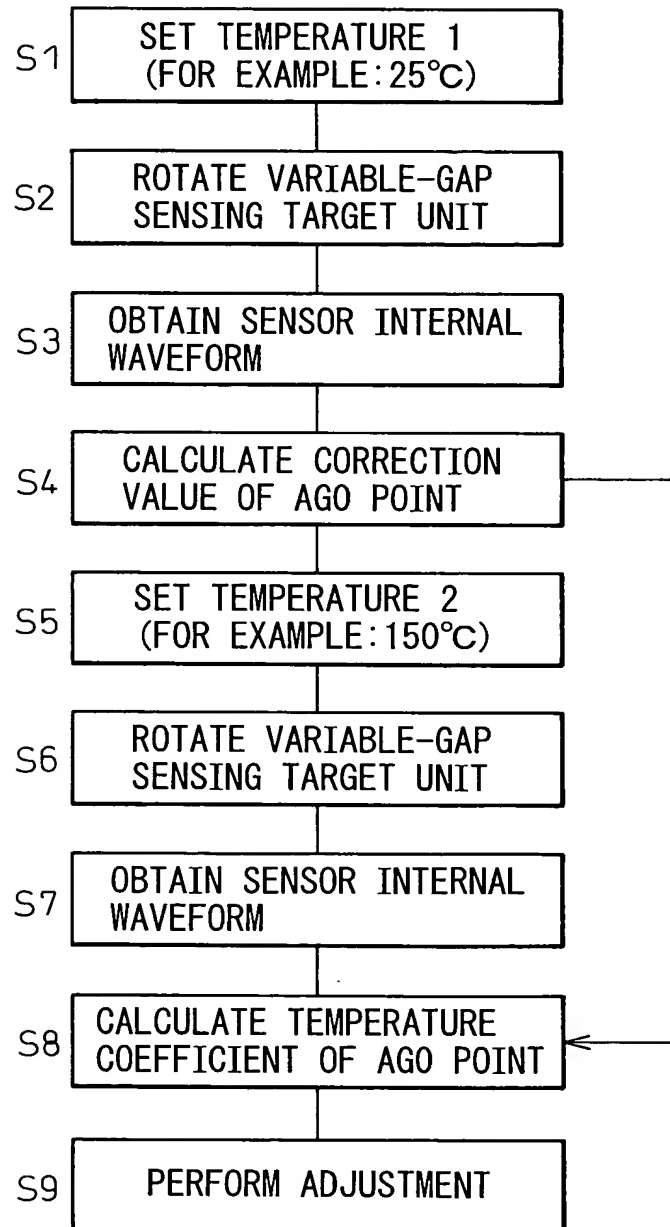 S1
SET TEMPERATURE 1
(FOR EXAMPLE:25℃)
S2
ROTATE VARIABLE-GAP
SENSING TARGET UNIT
S3
OBTAIN SENSOR INTERNAL
WAVEFORM
S4
CALCULATE CORRECTION
VALUE OF AGO POINT
S5
SET TEMPERATURE 2
(FOR EXAMPLE:150℃)
S6
ROTATE VARIABLE-GAP
SENSING TARGET UNIT
S7
OBTAIN SENSOR INTERNAL
WAVEFORM
S8
CALCULATE TEMPERATURE
COEFFICIENT OF AGO POINT
S9
PERFORM ADJUSTMENT